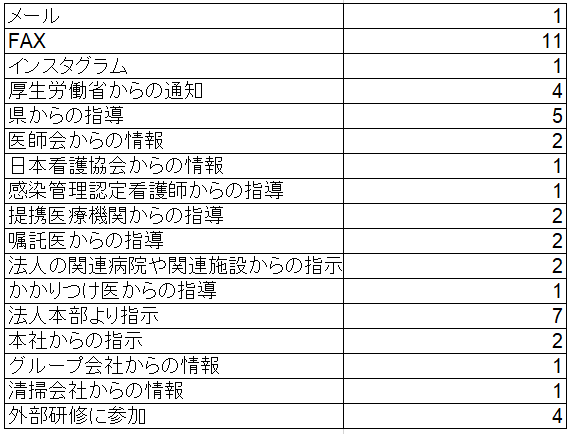 メール 1
FAX 11
インスタグラム 1
厚生労働省からの通知 4
県からの指導 5
医師会からの情報 2
日本看護協会からの情報 1
感染管理認定看護師からの指導 1
提携医療機関からの指導 2
嘱託医からの指導 2
法人の関連病院や関連施設からの指示 2
かかりつけ医からの指導 1
法人本部より指示 7
本社からの指示 2
グループ会社からの情報 1
清掃会社からの情報 1
外部研修に参加 4